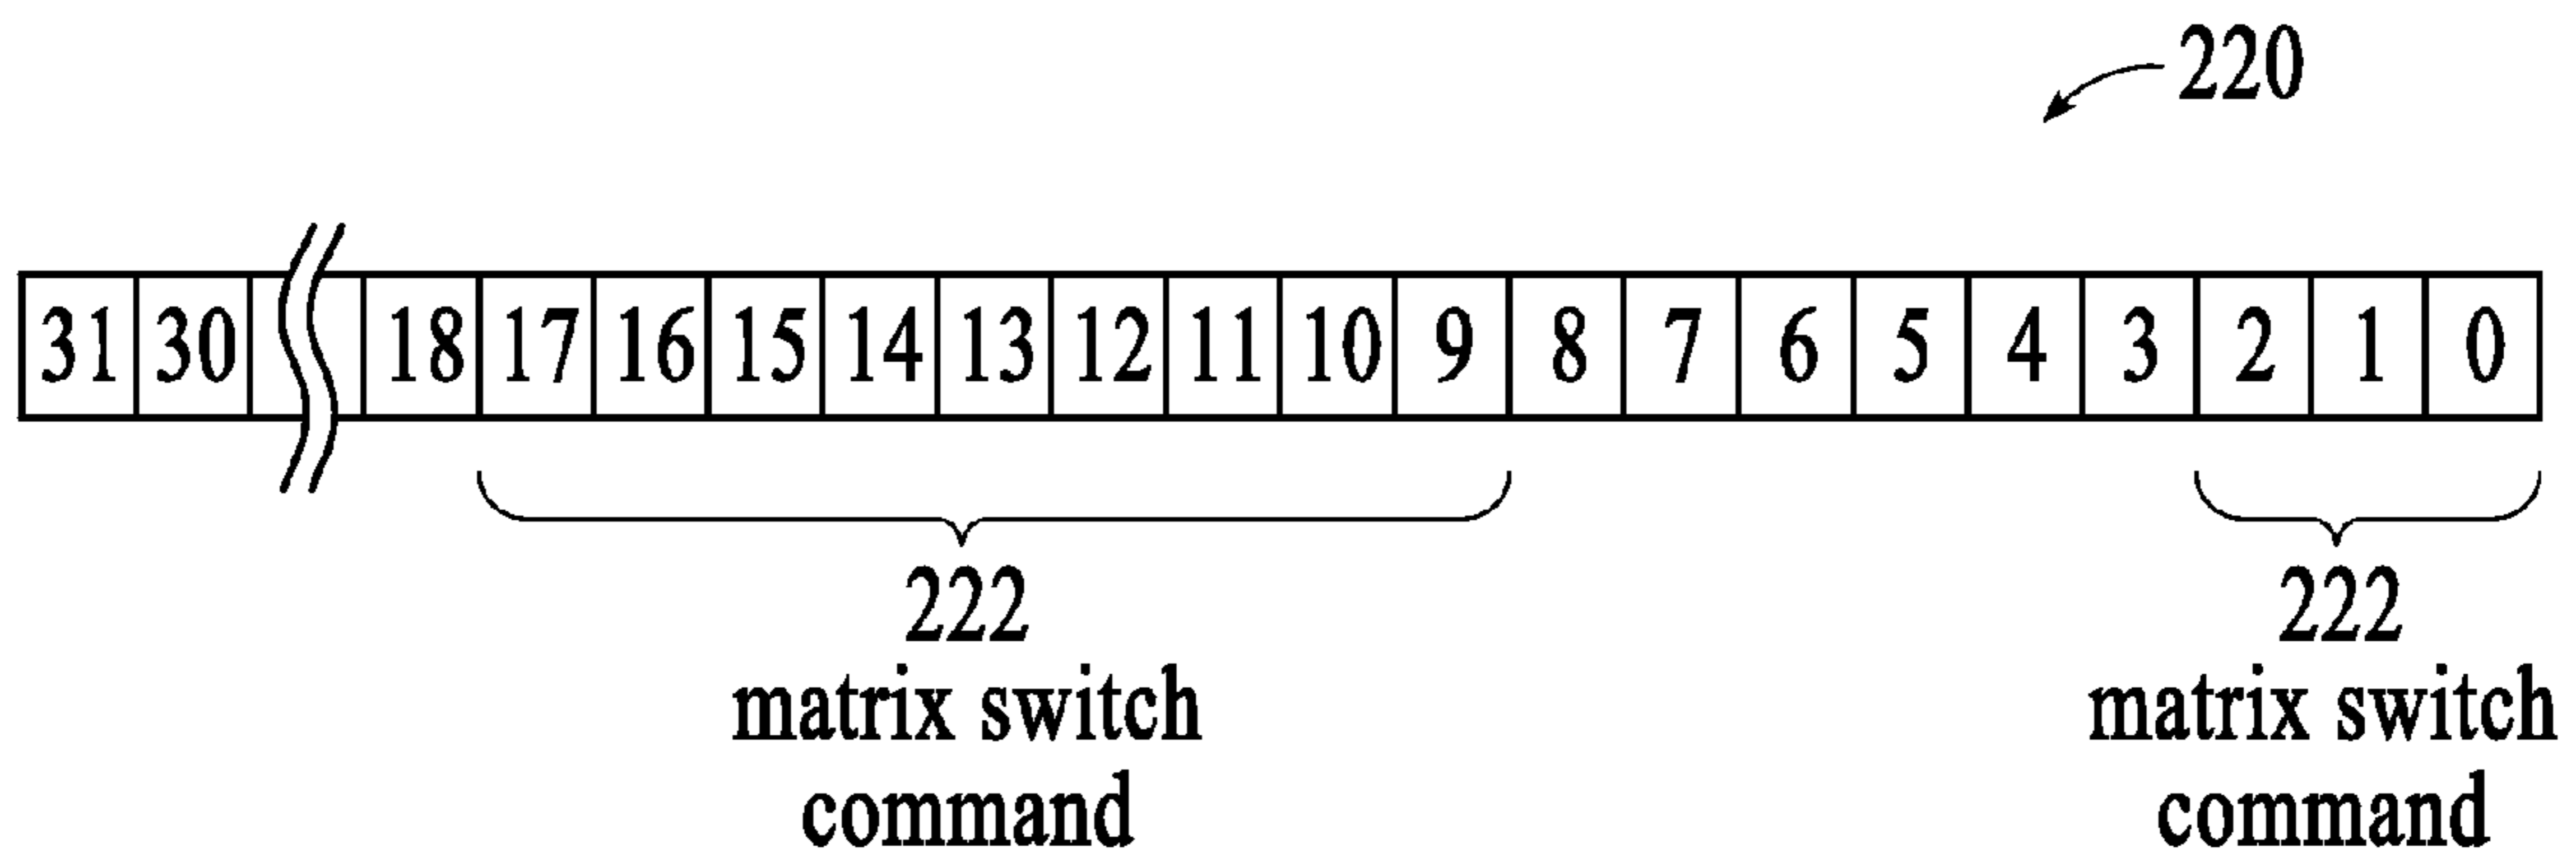 220
31 30 18 17 16 15 14 13 12 11 10 9 8 7 6 5 4 3 2 1 0
222
matrix switch
command
222
matrix switch
command